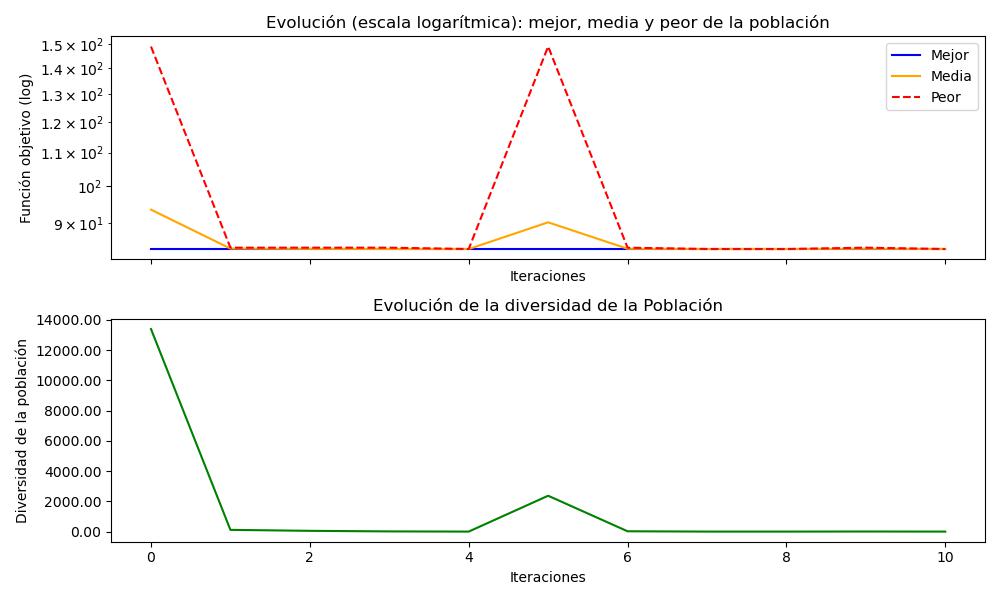 Evolución (escala logarítmica): mejor, media y peor de la población
Función objetivo (log)
1.5 × 10²
1.4 × 10²
1.3 × 10²
1.2 × 10²
1.1 × 10²
10²
9 × 10¹
Mejor
Media
Peor
Iteraciones
Evolución de la diversidad de la Población
Diversidad de la población
14000.00
12000.00
10000.00
8000.00
6000.00
4000.00
2000.00
0.00
0 2 4 6 8 10
Iteraciones